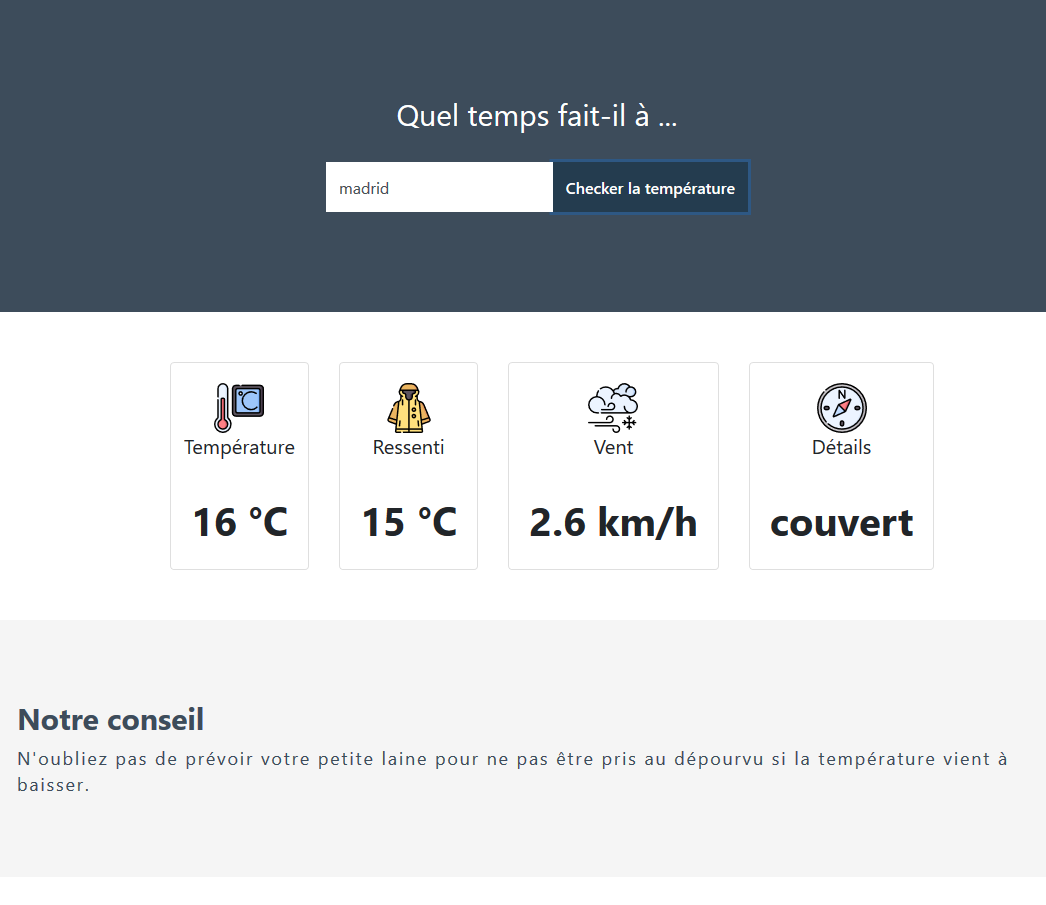 Quel temps fait-il à ...
madrid
Checker la température
Température
Ressenti
Vent
Détails
16 °C
15 °C
2.6 km/h
couvert
Notre conseil
N'oubliez pas de prévoir votre petite laine pour ne pas être pris au dépourvu si la température vient à
baisser.